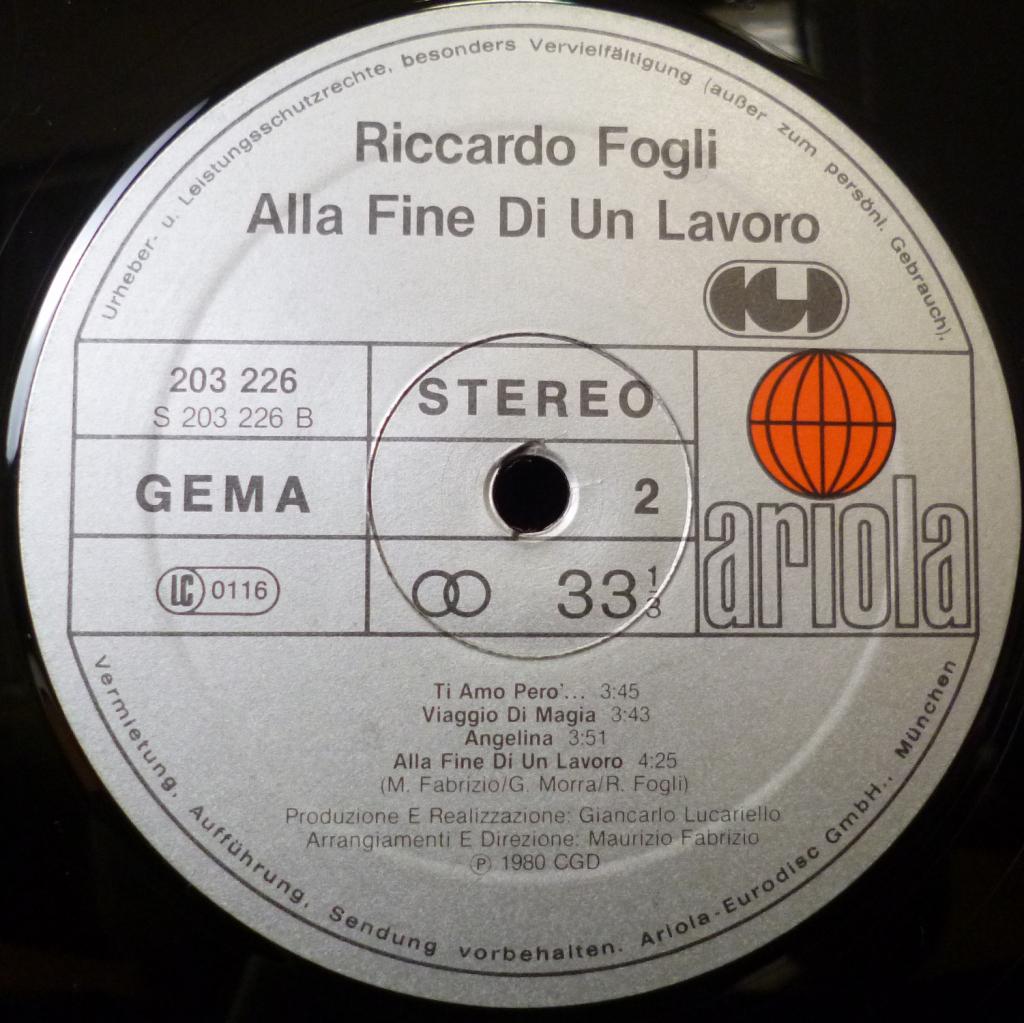 Urheber- u. Leistungsschutzrechte, besonders Vervielfältigung (außer zum persönl. Gebrauch),
Riccardo Fogli
Alla Fine Di Un Lavoro
203 226
S 203 226 B
STEREO
GEMA
2
LC 0116
33 1/3
ariola
Ti Amo Pero'... 3:45
Viaggio Di Magia 3:43
Angelina 3:51
Alla Fine Di Un Lavoro 4:25
(M. Fabrizio/G. Morra/R. Fogli)
Produzione E Realizzazione: Giancarlo Lucariello
Arrangiamenti E Direzione: Maurizio Fabrizio
℗ 1980 CGD
Vermietung, Aufführung, Sendung vorbehalten. Ariola-Eurodisc GmbH., München